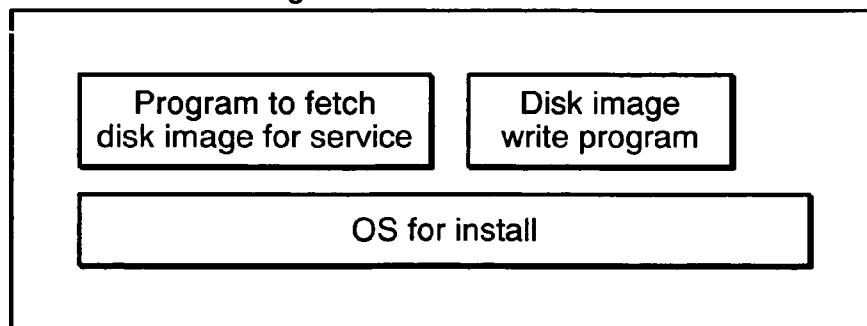 Program to fetch
disk image for service
Disk image
write program
OS for install